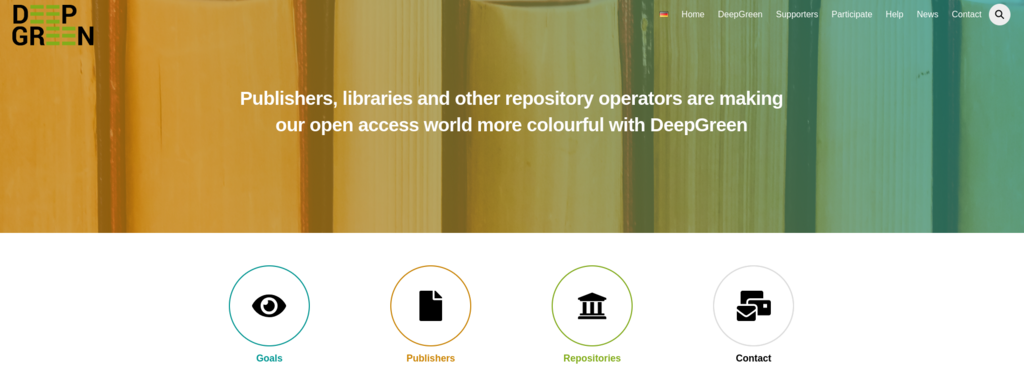 DEEP
GREEN
Home DeepGreen Supporters Participate Help News Contact
Publishers, libraries and other repository operators are making
our open access world more colourful with DeepGreen
Goals Publishers Repositories Contact